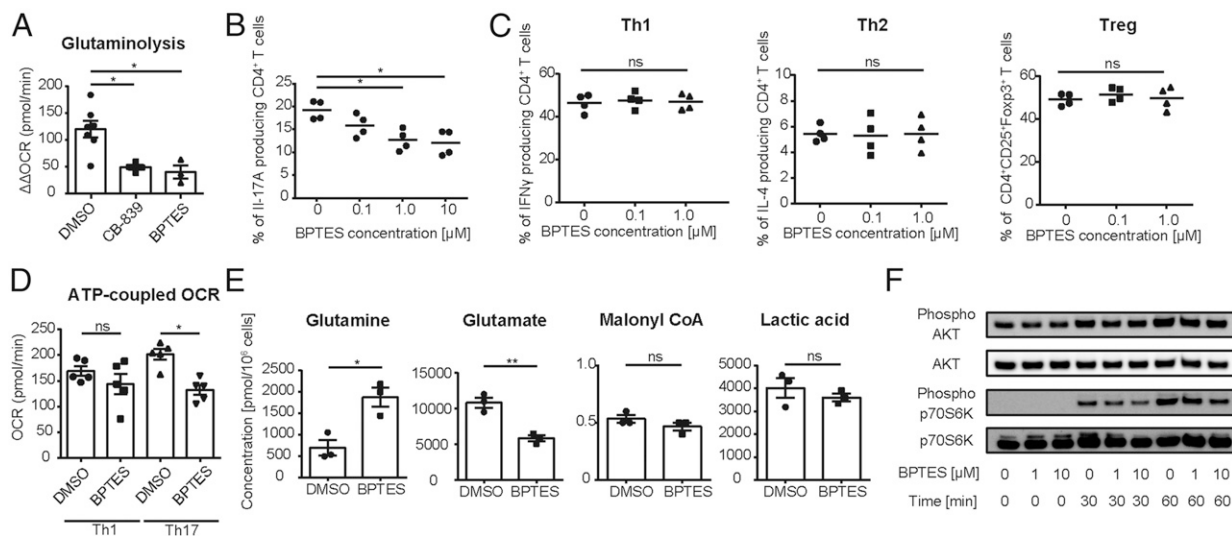 A
Glutaminolysis
*
*
ΔΔOCR (pmol/min)
200
150
100
50
0
DMSO
CB-839
BPTES
B
% of Il-17A producing CD4⁺ T cells
*
*
25
20
15
10
5
0
0 0.1 1.0 10
BPTES concentration [µM]
C
Th1
ns
% of IFNγ producing CD4⁺ T cells
60
40
20
0
0 0.1 1.0
BPTES concentration [µM]
Th2
ns
% of IL-4 producing CD4⁺ T cells
12
10
8
6
4
2
0
0 0.1 1.0
BPTES concentration [µM]
Treg
ns
% of CD4⁺CD25⁺Foxp3⁺ T cells
80
60
40
20
0
0 0.1 1.0
BPTES concentration [µM]
D
ATP-coupled OCR
ns *
OCR (pmol/min)
250
200
150
100
50
0
DMSO
BPTES
DMSO
BPTES
Th1 Th17
E
Concentration [pmol/10⁶ cells]
Glutamine
*
2500
2000
1500
1000
500
0
DMSO BPTES
Glutamate
**
15000
10000
5000
0
DMSO BPTES
Malonyl CoA
ns
1.0
0.5
0
DMSO BPTES
Lactic acid
ns
5000
4000
3000
2000
1000
0
DMSO BPTES
F
Phospho
AKT
AKT
Phospho
p70S6K
p70S6K
BPTES [µM] 0 1 10 0 1 10 0 1 10
Time [min] 0 0 0 30 30 30 60 60 60